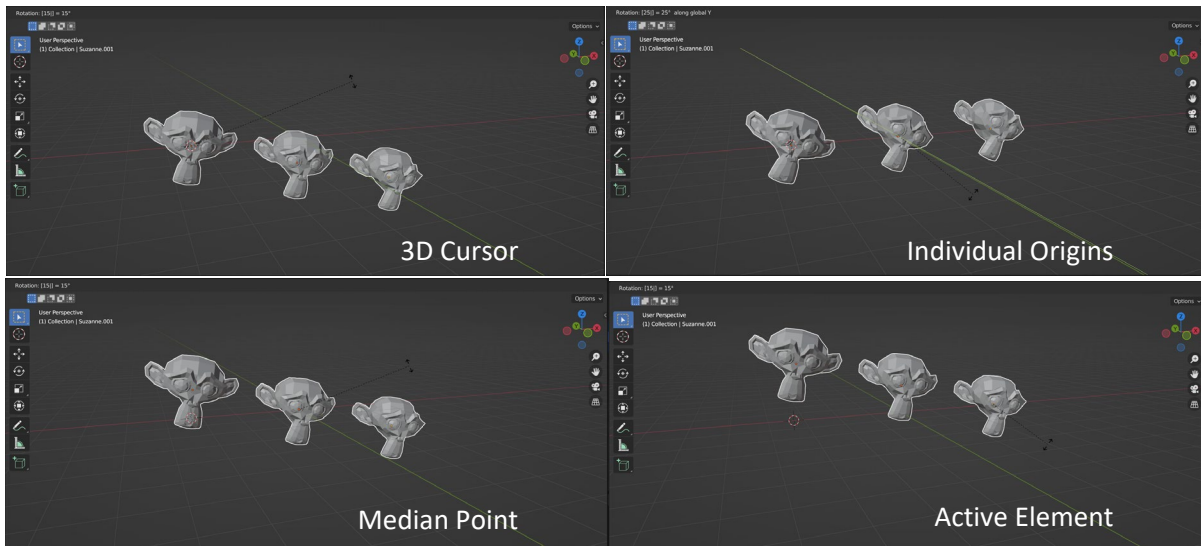 Rotation: [15|] = 15°
Options
User Perspective
(1) Collection | Suzanne.001
Z
Y
X
3D Cursor
Rotation: [25|] = 25° along global Y
Options
User Perspective
(1) Collection | Suzanne.001
Z
Y
X
Individual Origins
Rotation: [15|] = 15°
Options
User Perspective
(1) Collection | Suzanne.001
Z
Y
X
Median Point
Rotation: [15|] = 15°
Options
User Perspective
(1) Collection | Suzanne.001
Z
Y
X
Active Element